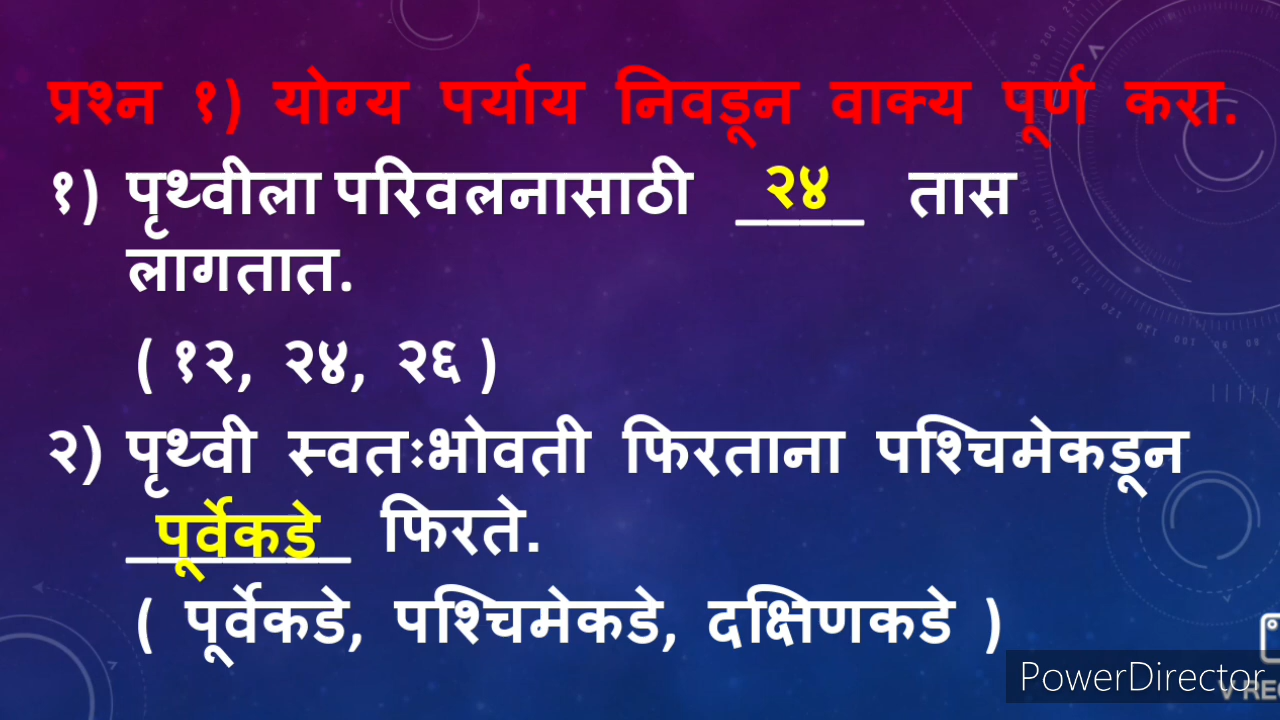 प्रश्न १) योग्य पर्याय निवडून वाक्य पूर्ण करा.
१) पृथ्वीला परिवलनासाठी २४ तास
लागतात.
( १२, २४, २६ )
२) पृथ्वी स्वतःभोवती फिरताना पश्चिमेकडून
पूर्वेकडे फिरते.
( पूर्वेकडे, पश्चिमेकडे, दक्षिणकडे )
PowerDirector